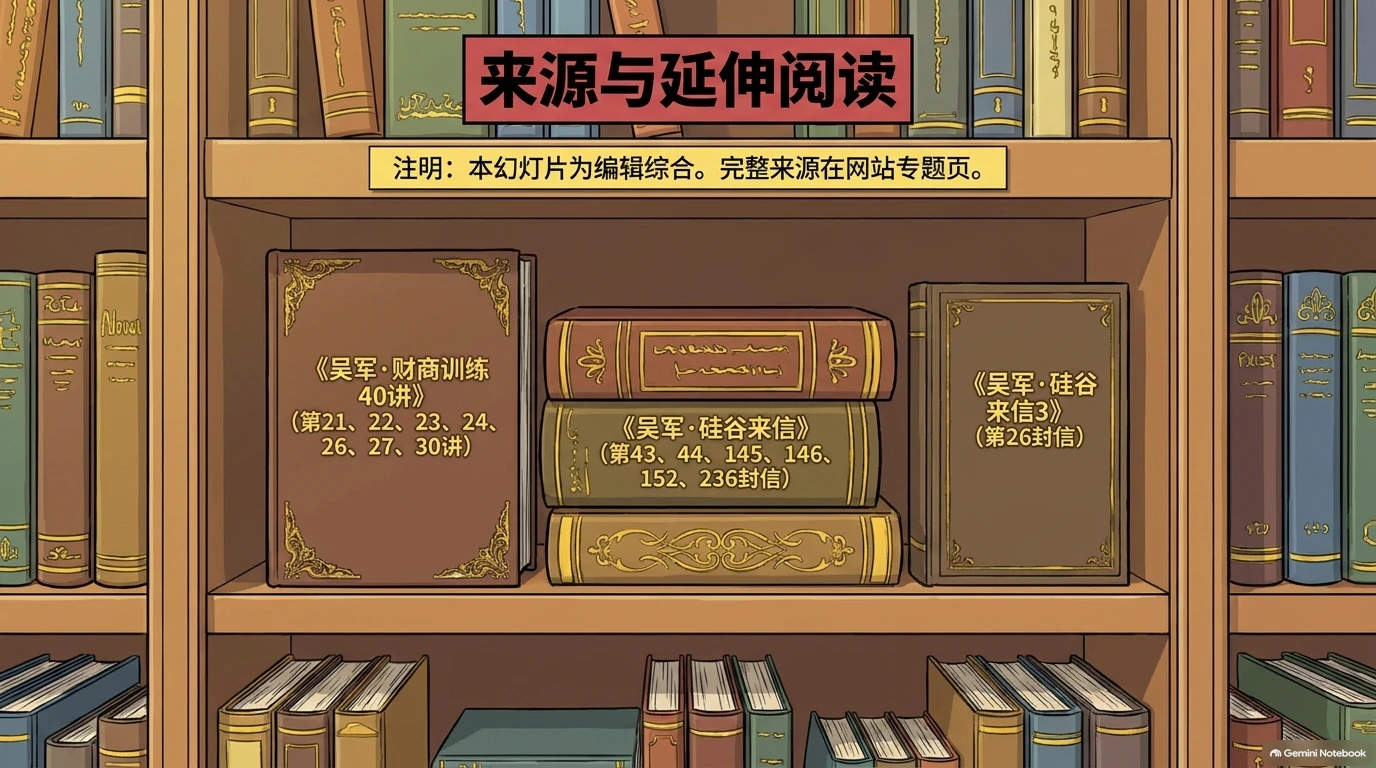 来源与延伸阅读
注明：本幻灯片为编辑综合。完整来源在网站专题页。
《吴军·财商训练
40讲》
（第21、22、23、24、
26、27、30讲）
《吴军·硅谷来信》
（第43、44、145、146、
152、236封信）
《吴军·硅谷
来信3》
（第26封信）
Gemini Notebook